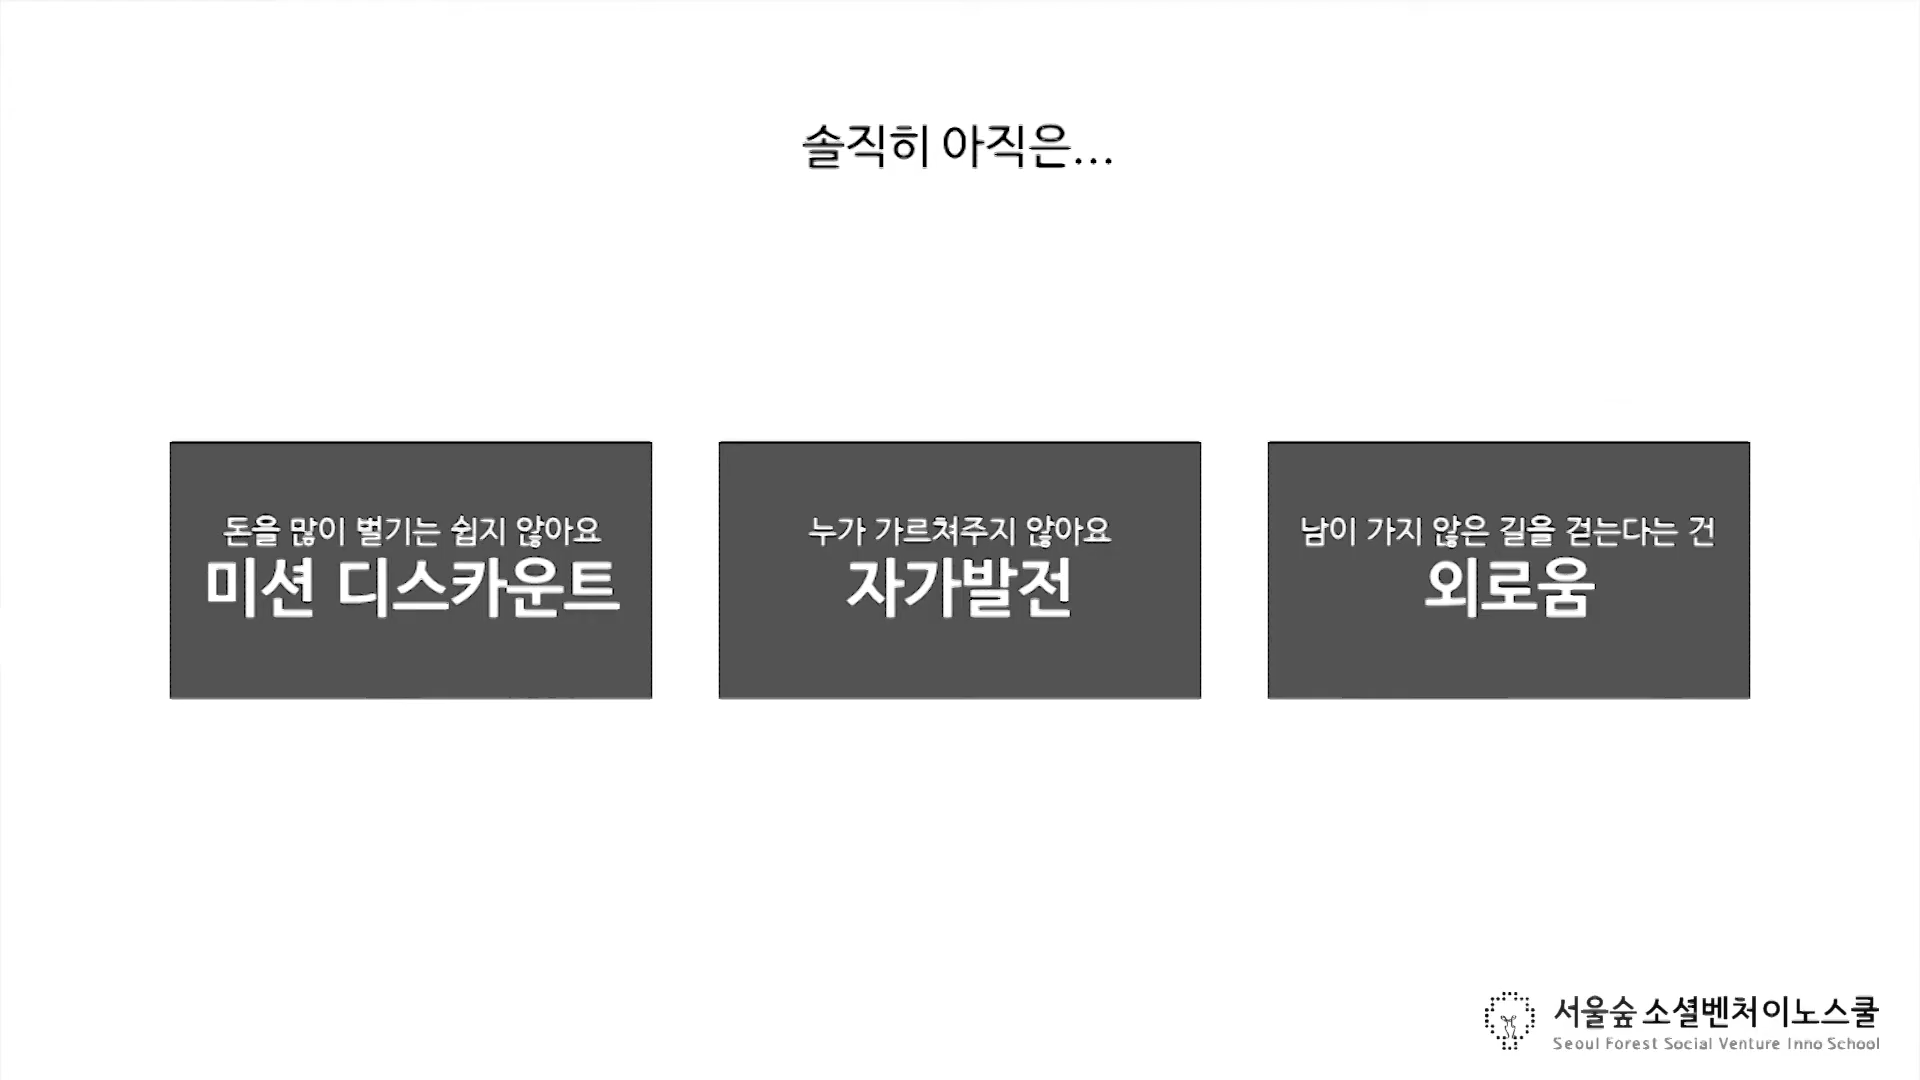 솔직히 아직은...
돈을 많이 벌기는 쉽지 않아요
미션 디스카운트
누가 가르쳐주지 않아요
자가발전
남이 가지 않은 길을 걷는다는 건
외로움
서울숲 소셜벤처이노스쿨
Seoul Forest Social Venture Inno School